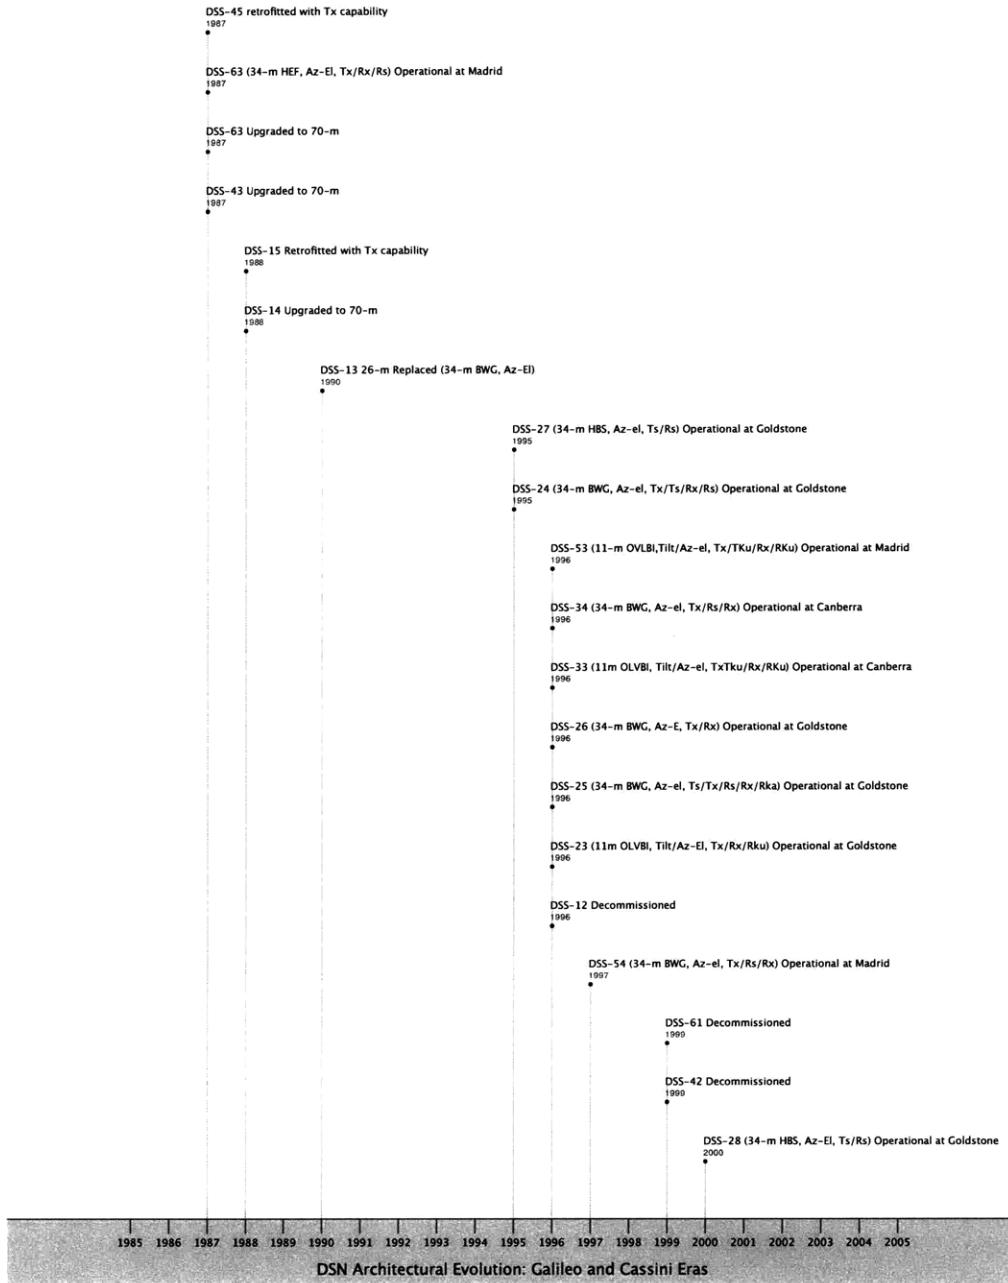 DSS-45 retrofitted with Tx capability
1987
DSS-63 (34-m HEF, Az-El, Tx/Rx/Rs) Operational at Madrid
1987
DSS-63 Upgraded to 70-m
1987
DSS-43 Upgraded to 70-m
1987
DSS-15 Retrofitted with Tx capability
1988
DSS-14 Upgraded to 70-m
1988
DSS-13 26-m Replaced (34-m BWG, Az-El)
1990
DSS-27 (34-m HBS, Az-el, Ts/Rs) Operational at Goldstone
1995
DSS-24 (34-m BWG, Az-el, Tx/Ts/Rx/Rs) Operational at Goldstone
1995
DSS-53 (11-m OVLBI,Tilt/Az-el, Tx/TKu/Rx/RKu) Operational at Madrid
1996
DSS-34 (34-m BWG, Az-el, Tx/Rs/Rx) Operational at Canberra
1996
DSS-33 (11m OLVBI, Tilt/Az-el, TxTku/Rx/RKu) Operational at Canberra
1996
DSS-26 (34-m BWG, Az-E, Tx/Rx) Operational at Goldstone
1996
DSS-25 (34-m BWG, Az-el, Ts/Tx/Rs/Rx/Rka) Operational at Goldstone
1996
DSS-23 (11m OLVBI, Tilt/Az-El, Tx/Rx/Rku) Operational at Goldstone
1996
DSS-12 Decommissioned
1996
DSS-54 (34-m BWG, Az-el, Tx/Rs/Rx) Operational at Madrid
1997
DSS-61 Decommissioned
1999
DSS-42 Decommissioned
1999
DSS-28 (34-m HBS, Az-El, Ts/Rs) Operational at Goldstone
2000
1985 1986 1987 1988 1989 1990 1991 1992 1993 1994 1995 1996 1997 1998 1999 2000 2001 2002 2003 2004 2005
DSN Architectural Evolution: Galileo and Cassini Eras